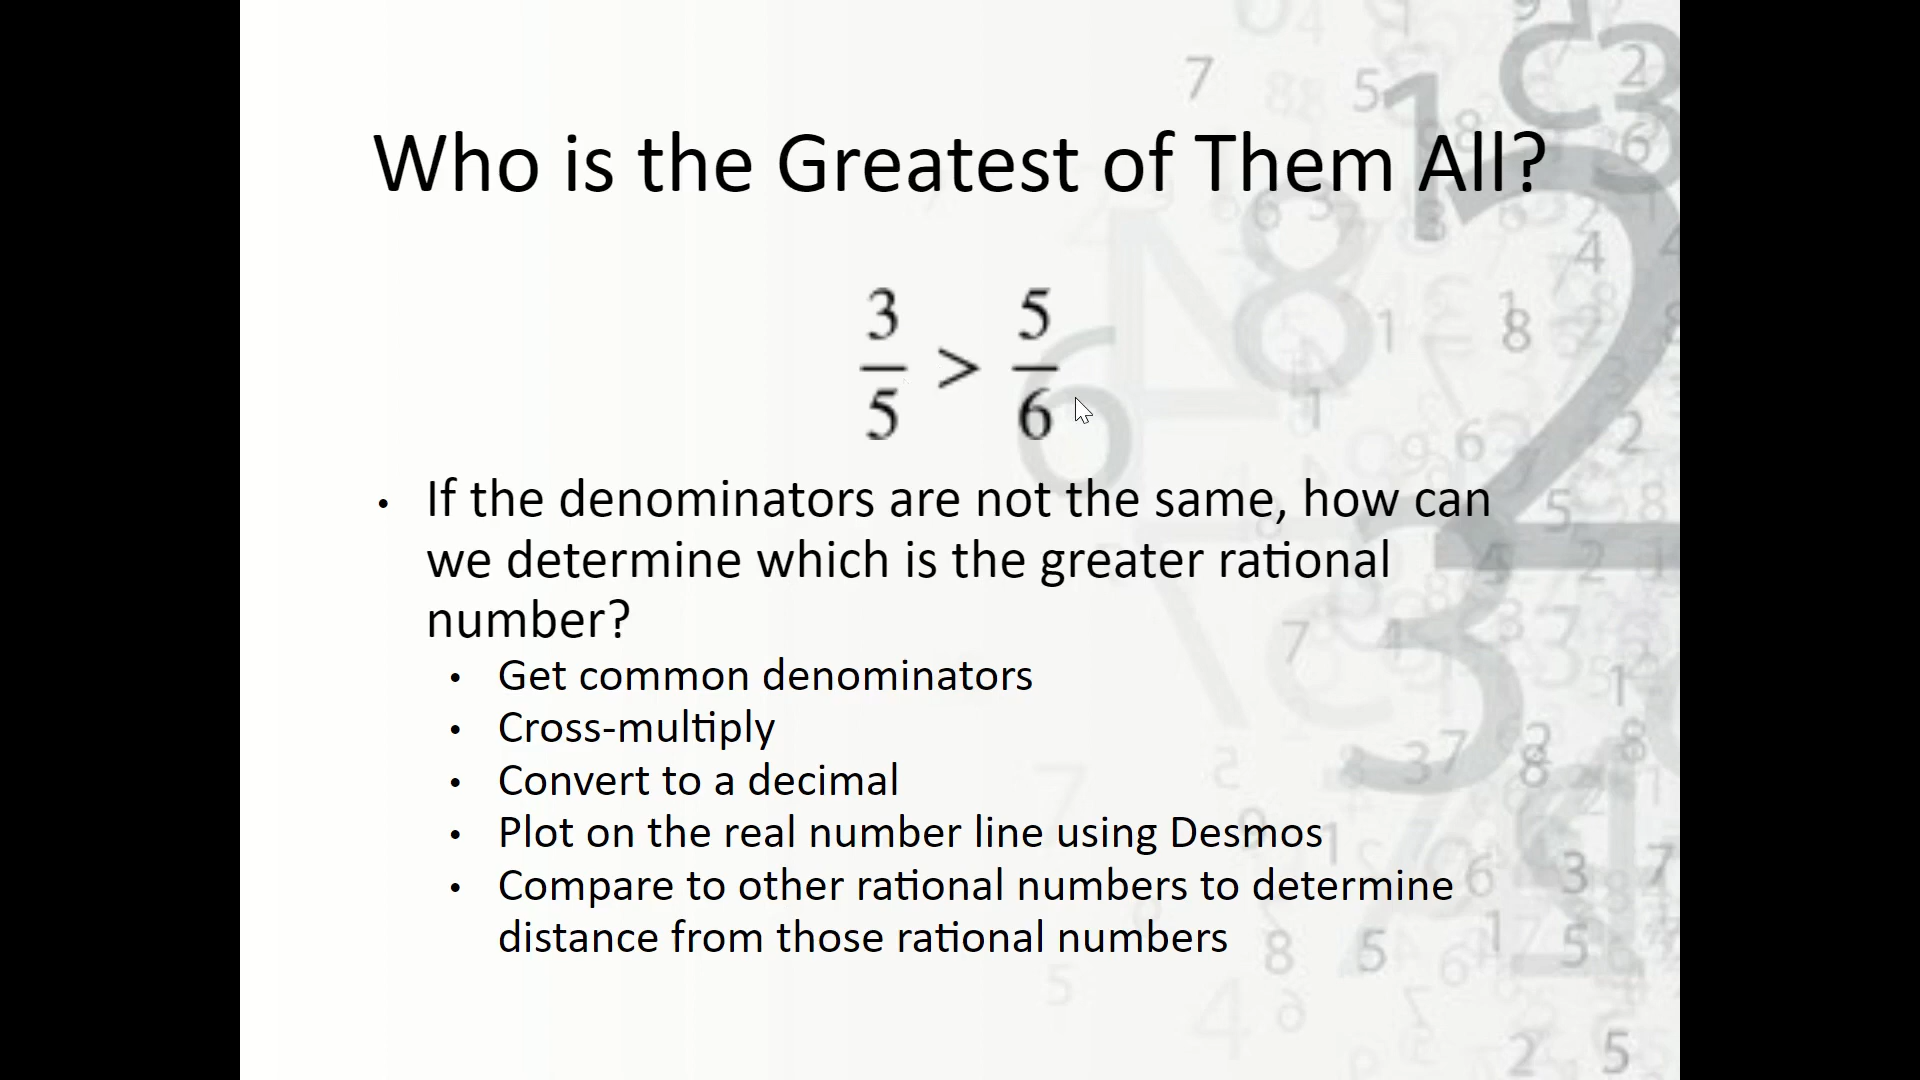 Who is the Greatest of Them All?
3/5 > 5/6
• If the denominators are not the same, how can
we determine which is the greater rational
number?
• Get common denominators
• Cross-multiply
• Convert to a decimal
• Plot on the real number line using Desmos
• Compare to other rational numbers to determine
distance from those rational numbers